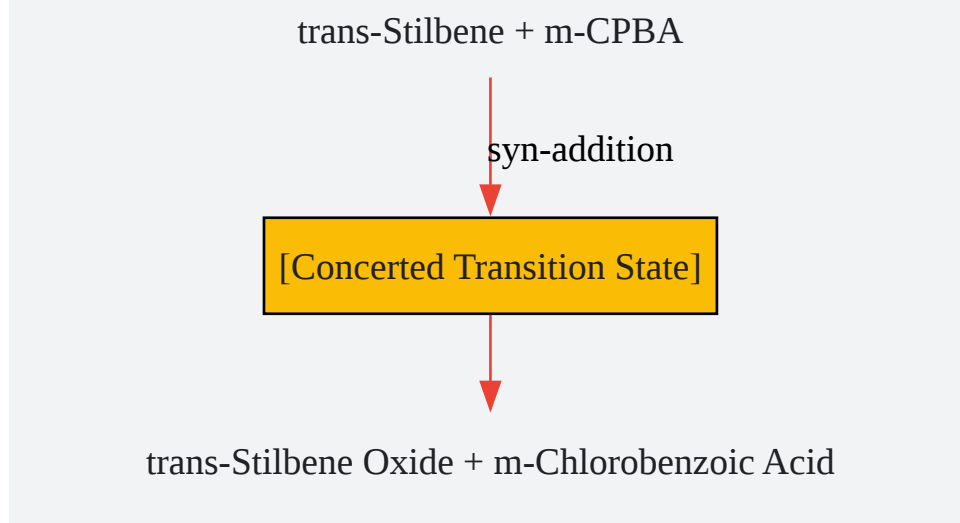 trans-Stilbene + m-CPBA
syn-addition
[Concerted Transition State]
trans-Stilbene Oxide + m-Chlorobenzoic Acid